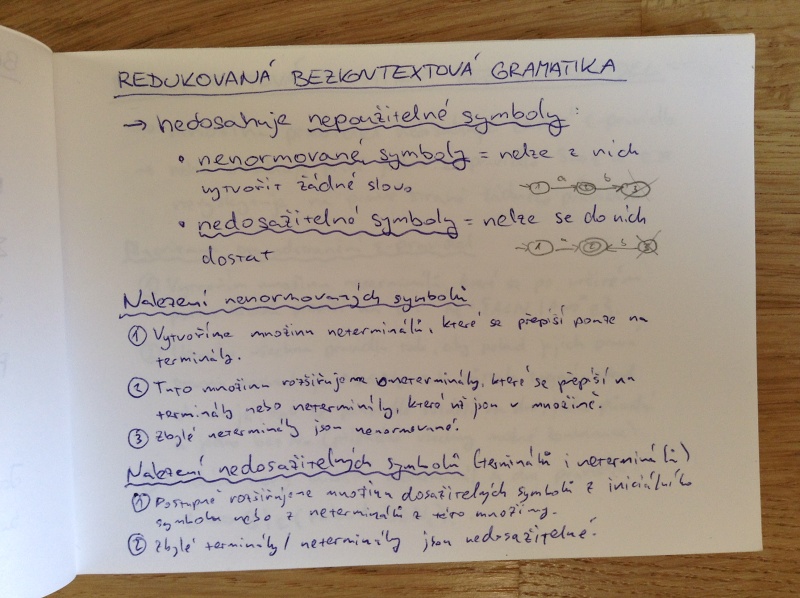 REDUKOVANÁ BEZKONTEXTOVÁ GRAMATIKA
→ nedosahuje nepoužitelné symboly:
• nenormované symboly = nelze z nich
vytvořit žádné slovo
1 a 2 b 3
• nedosažitelné symboly = nelze se do nich
dostat
1 a 2 b 3
Nalezení nenormovaných symbolů
① Vytvoříme množinu neterminálů, které se přepíší pouze na
terminály.
② Tuto množinu rozšiřujeme o neterminály, které se přepíší na
terminály nebo neterminály, které už jsou v množině.
③ Zbylé neterminály jsou nenormované.
Nalezení nedosažitelných symbolů (terminálů i neterminálů)
① Postupně rozšiřujeme množinu dosažitelných symbolů z iniciálního
symbolu nebo z neterminálů z této množiny.
② Zbylé terminály/neterminály jsou nedosažitelné.